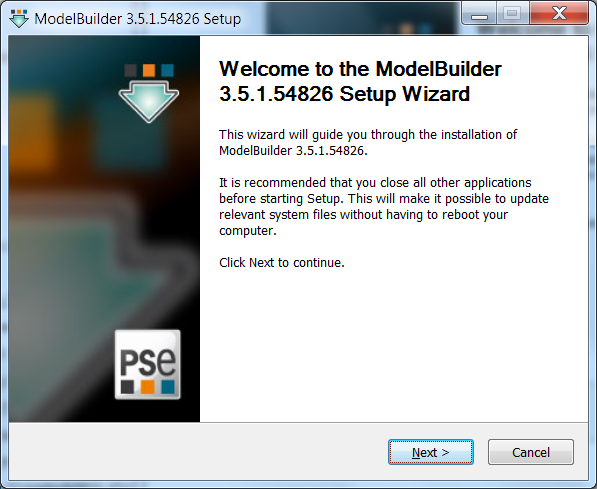 ModelBuilder 3.5.1.54826 Setup
Welcome to the ModelBuilder
3.5.1.54826 Setup Wizard
This wizard will guide you through the installation of
ModelBuilder 3.5.1.54826.
It is recommended that you close all other applications
before starting Setup. This will make it possible to update
relevant system files without having to reboot your
computer.
Click Next to continue.
PSe
Next >
Cancel